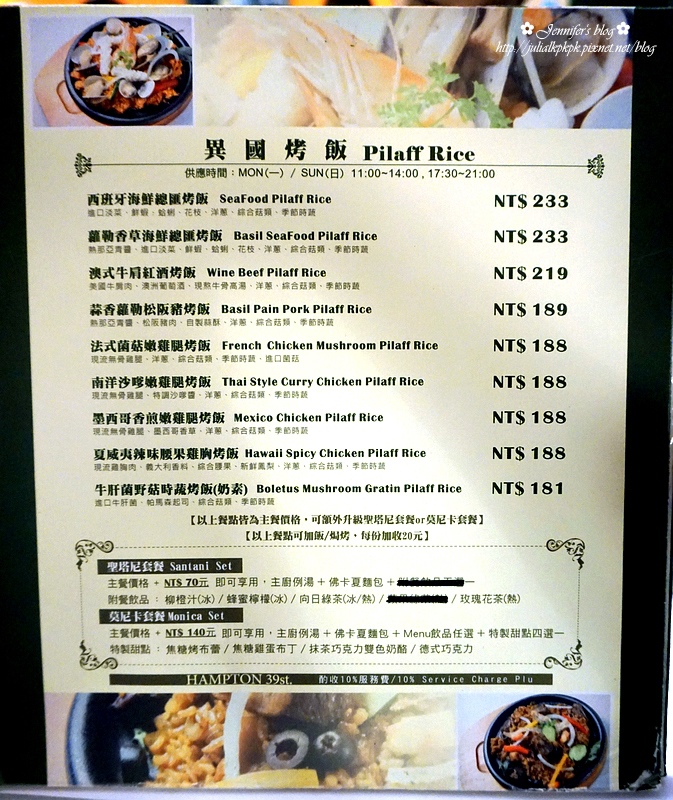 ✿ Jennifer's blog ✿
http://julialkpkpk.pixnet.net/blog
異國烤飯 Pilaff Rice
供應時間：MON(一) / SUN(日) 11:00~14:00 , 17:30~21:00
西班牙海鮮總匯烤飯 SeaFood Pilaff Rice NT$ 233
進口淡菜、鮮蝦、蛤蜊、花枝、洋蔥、綜合菇類、季節時蔬
蘿勒香草海鮮總匯烤飯 Basil SeaFood Pilaff Rice NT$ 233
熱那亞青醬、進口淡菜、鮮蝦、蛤蜊、花枝、洋蔥、綜合菇類、季節時蔬
澳式牛肩紅酒烤飯 Wine Beef Pilaff Rice NT$ 219
美國牛肩肉、澳洲葡萄酒、現熬牛骨高湯、洋蔥、綜合菇類、季節時蔬
蒜香蘿勒松阪豬烤飯 Basil Pain Pork Pilaff Rice NT$ 189
熱那亞青醬、松阪豬肉、自製蒜酥、洋蔥、綜合菇類、季節時蔬
法式菌菇嫩雞腿烤飯 French Chicken Mushroom Pilaff Rice NT$ 188
現流無骨雞腿、洋蔥、綜合菇類、季節時蔬、進口菌菇
南洋沙嗲嫩雞腿烤飯 Thai Style Curry Chicken Pilaff Rice NT$ 188
現流無骨雞腿、特調沙嗲醬、洋蔥、綜合菇類、季節時蔬
墨西哥香煎嫩雞腿烤飯 Mexico Chicken Pilaff Rice NT$ 188
現流無骨雞腿、墨西哥香草、洋蔥、綜合菇類、季節時蔬
夏威夷辣味腰果雞胸烤飯 Hawaii Spicy Chicken Pilaff Rice NT$ 188
現流雞胸肉、義大利香料、綜合腰果、新鮮鳳梨、洋蔥、綜合菇類、季節時蔬
牛肝菌野菇時蔬烤飯(奶素) Boletus Mushroom Gratin Pilaff Rice NT$ 181
進口牛肝菌、帕馬森起司、綜合菇類、季節時蔬
【以上餐點皆為主餐價格，可額外升級聖塔尼套餐or莫尼卡套餐】
【以上餐點可加飯/焗烤，每份加收20元】
聖塔尼套餐 Santani Set
主餐價格 + NT$ 70元 即可享用，主廚例湯 + 佛卡夏麵包 +
附餐飲品：柳橙汁(冰) / 蜂蜜檸檬(冰) / 向日綠茶(冰/熱) / / 玫瑰花茶(熱)
莫尼卡套餐 Monica Set
主餐價格 + NT$ 140元 即可享用，主廚例湯 + 佛卡夏麵包 + Menu飲品任選 + 特製甜點四選一
特製甜點：焦糖烤布蕾 / 焦糖雞蛋布丁 / 抹茶巧克力雙色奶酪 / 德式巧克力
HAMPTON 39st. 酌收10%服務費/10% Service Charge Plu